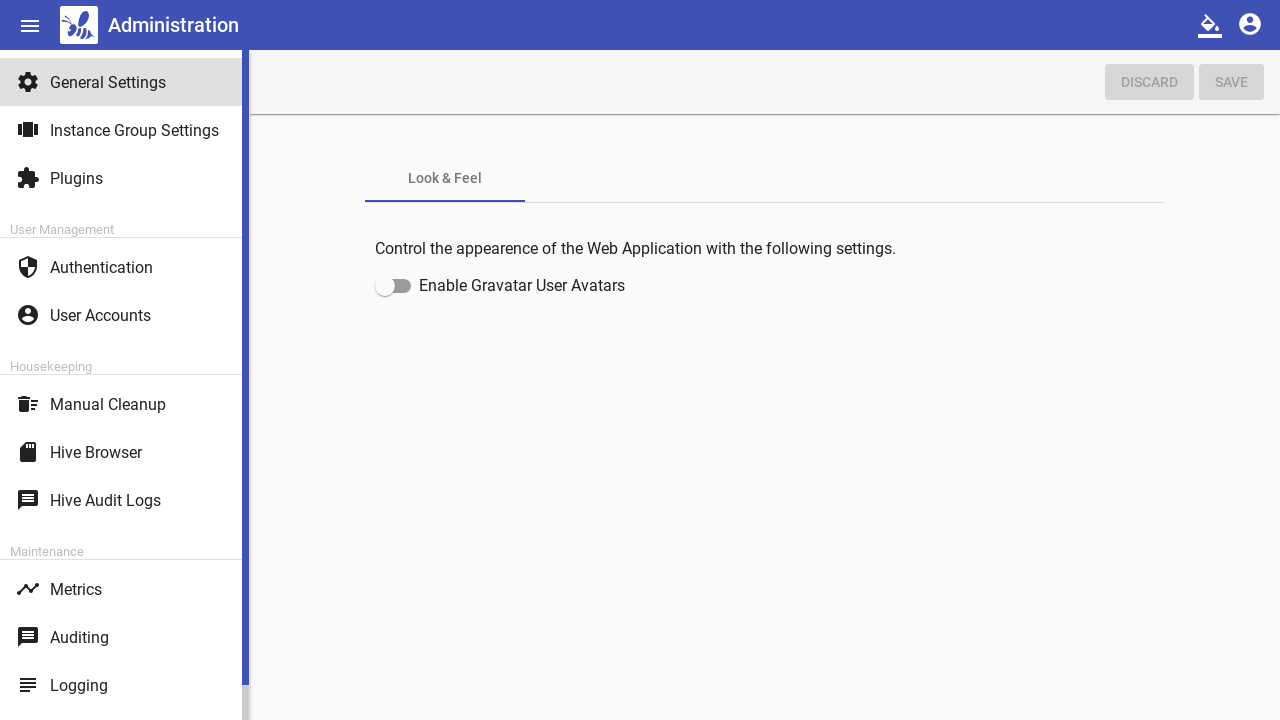 Administration
General Settings
Instance Group Settings
Plugins
User Management
Authentication
User Accounts
Housekeeping
Manual Cleanup
Hive Browser
Hive Audit Logs
Maintenance
Metrics
Auditing
Logging
DISCARD
SAVE
Look & Feel
Control the appearence of the Web Application with the following settings.
Enable Gravatar User Avatars